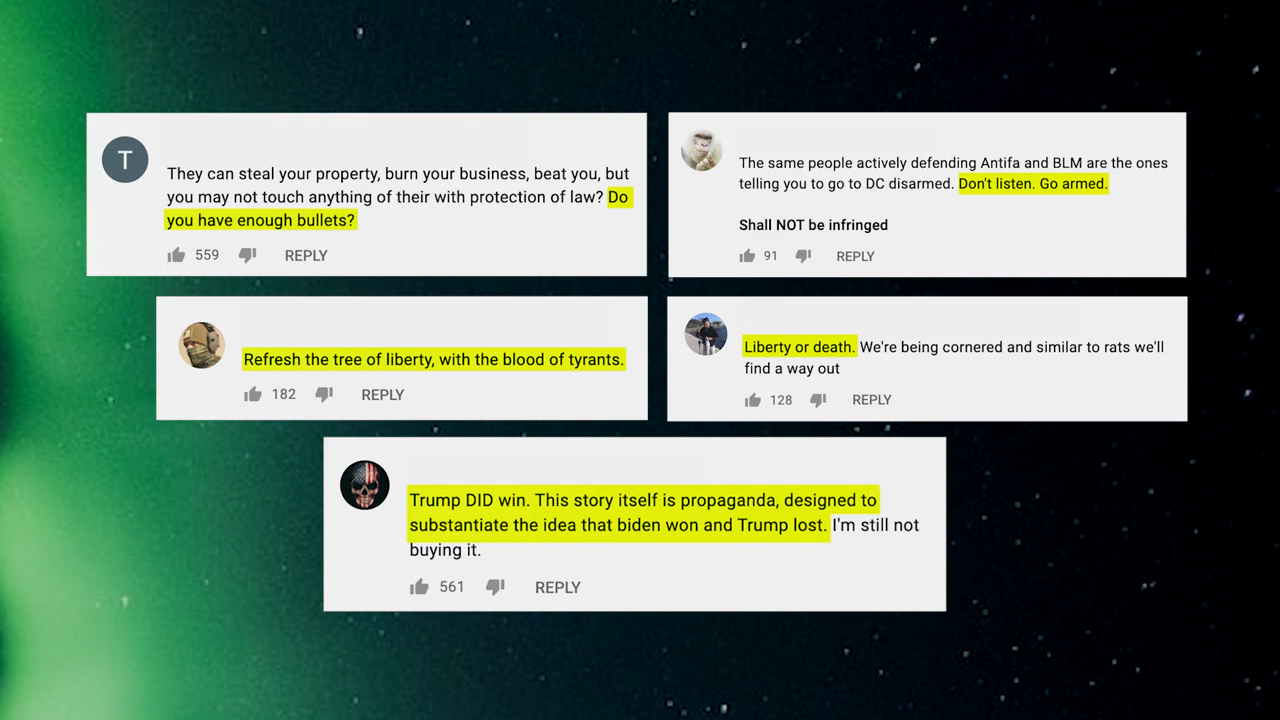 T
They can steal your property, burn your business, beat you, but
you may not touch anything of their with protection of law? Do
you have enough bullets?
559 REPLY
The same people actively defending Antifa and BLM are the ones
telling you to go to DC disarmed. Don't listen. Go armed.
Shall NOT be infringed
91 REPLY
Refresh the tree of liberty, with the blood of tyrants.
182 REPLY
Liberty or death. We're being cornered and similar to rats we'll
find a way out
128 REPLY
Trump DID win. This story itself is propaganda, designed to
substantiate the idea that biden won and Trump lost. I'm still not
buying it.
561 REPLY